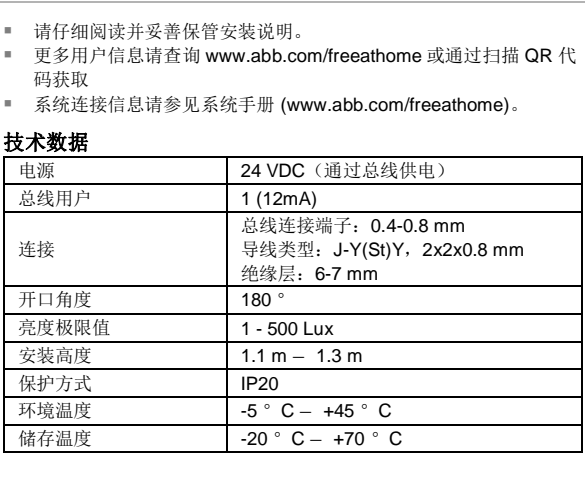 ▪ 请仔细阅读并妥善保管安装说明。
▪ 更多用户信息请查询 www.abb.com/freeathome 或通过扫描 QR 代
码获取
▪ 系统连接信息请参见系统手册 (www.abb.com/freeathome)。
技术数据
电源 24 VDC（通过总线供电）
总线用户 1 (12mA)
连接 总线连接端子：0.4-0.8 mm
导线类型：J-Y(St)Y，2x2x0.8 mm
绝缘层：6-7 mm
开口角度 180 °
亮度极限值 1 - 500 Lux
安装高度 1.1 m – 1.3 m
保护方式 IP20
环境温度 -5 ° C – +45 ° C
储存温度 -20 ° C – +70 ° C